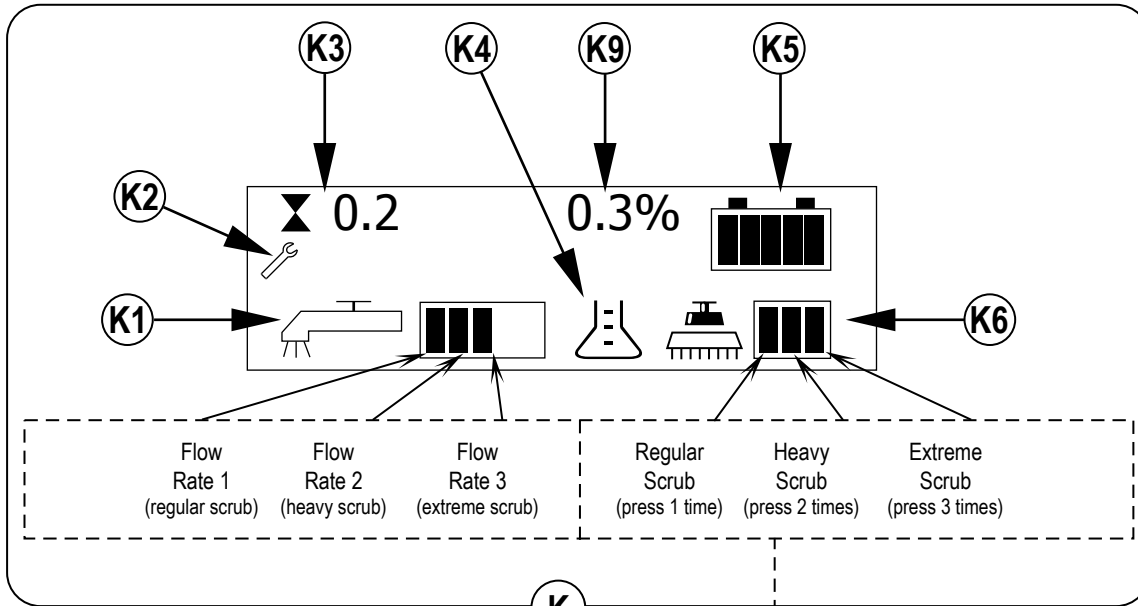 K3
K4
K9
K5
K2
0.2
0.3%
K1
K6
Flow
Rate 1
(regular scrub)
Flow
Rate 2
(heavy scrub)
Flow
Rate 3
(extreme scrub)
Regular
Scrub
(press 1 time)
Heavy
Scrub
(press 2 times)
Extreme
Scrub
(press 3 times)
K